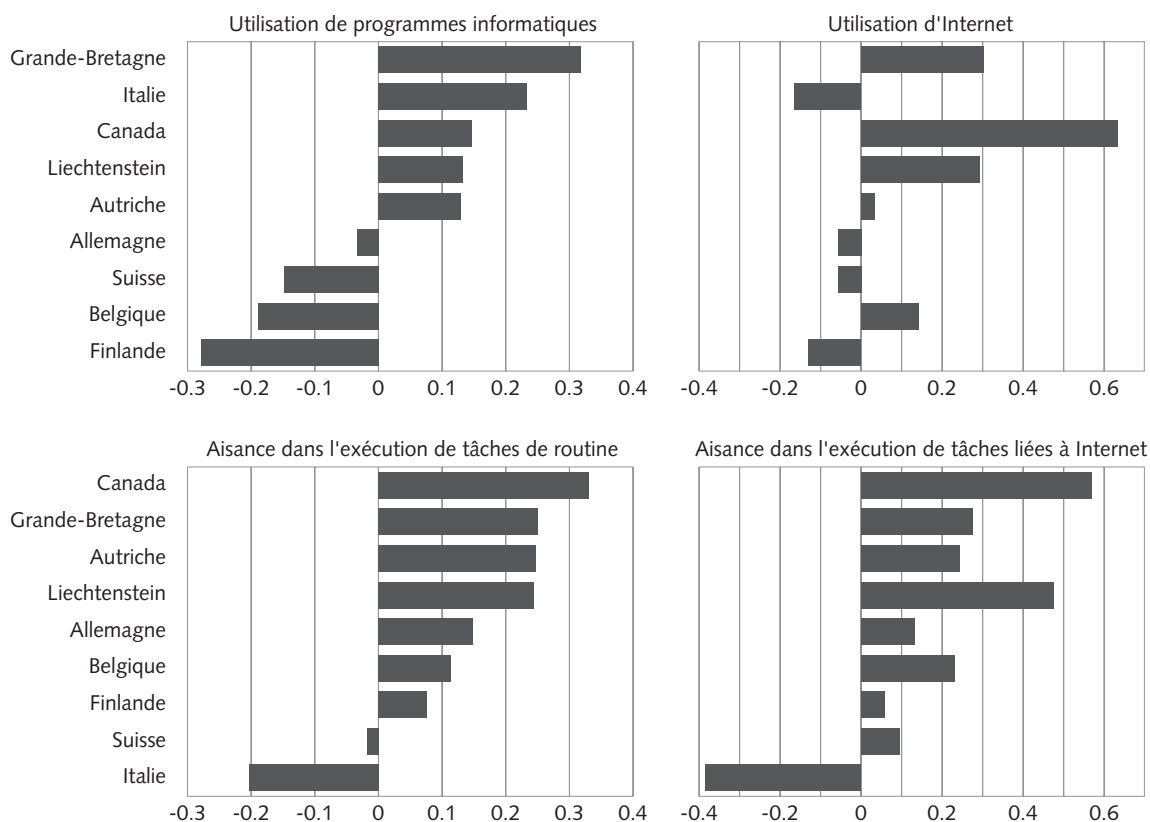 Utilisation de programmes informatiques
Utilisation d'Internet
Grande-Bretagne
Italie
Canada
Liechtenstein
Autriche
Allemagne
Suisse
Belgique
Finlande
-0.3 -0.2 -0.1 0 0.1 0.2 0.3 0.4
-0.4 -0.2 0 0.2 0.4 0.6
Aisance dans l'exécution de tâches de routine
Aisance dans l'exécution de tâches liées à Internet
Canada
Grande-Bretagne
Autriche
Liechtenstein
Allemagne
Belgique
Finlande
Suisse
Italie
-0.3 -0.2 -0.1 0 0.1 0.2 0.3 0.4
-0.4 -0.2 0 0.2 0.4 0.6